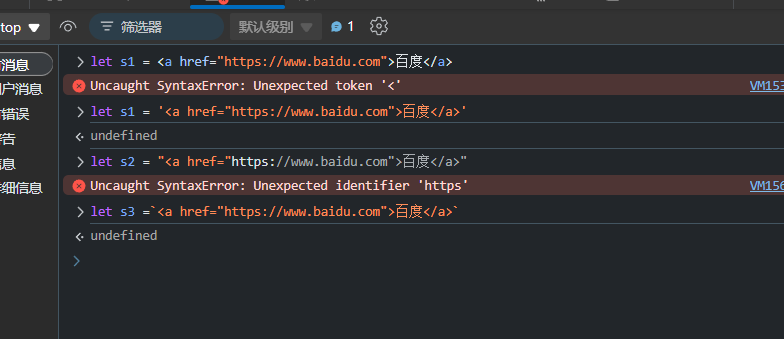 top ▼ 筛选器 默认级别 ▼ 1
消息
let s1 = <a href="https://www.baidu.com">百度</a>
户消息
Uncaught SyntaxError: Unexpected token '<'
错误
let s1 = '<a href="https://www.baidu.com">百度</a>'
告
undefined
息
let s2 = "<a href="https://www.baidu.com">百度</a>"
细信息
Uncaught SyntaxError: Unexpected identifier 'https'
let s3 =`<a href="https://www.baidu.com">百度</a>`
undefined